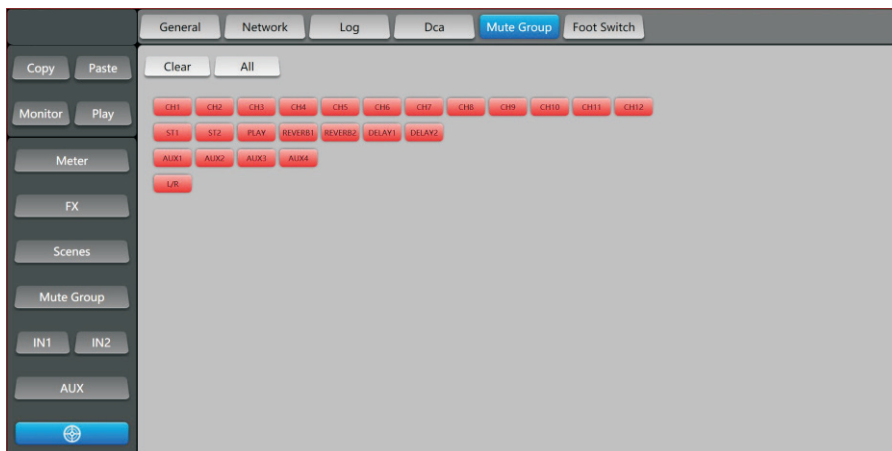 General Network Log Dca Mute Group Foot Switch
Copy Paste
Clear All
Monitor Play
CH1 CH2 CH3 CH4 CH5 CH6 CH7 CH8 CH9 CH10 CH11 CH12
ST1 ST2 PLAY REVERB1 REVERB2 DELAY1 DELAY2
AUX1 AUX2 AUX3 AUX4
L/R
Meter
FX
Scenes
Mute Group
IN1 IN2
AUX